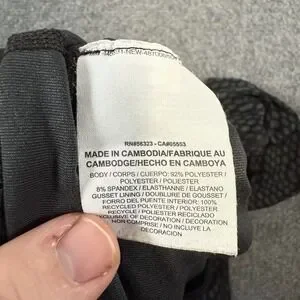 RN#56323 - CA#05553
MADE IN CAMBODIA/FABRIQUE AU
CAMBODGE/HECHO EN CAMBOYA
BODY / CORPS / CUERPO: 92% POLYESTER /
POLYESTER / POLIESTER
8% SPANDEX / ELASTHANNE / ELASTANO
GUSSET LINING / DOUBLURE DE GOUSSET /
FORRO DEL FUENTE INTERIOR: 100%
RECYCLED POLYESTER / POLYESTER
RECYCLÉ / POLIESTER RECICLADO
EXCLUSIVE OF DECORATION / DECORATION
NON COMPRISE / NO INCLUYE LA
DECORACION